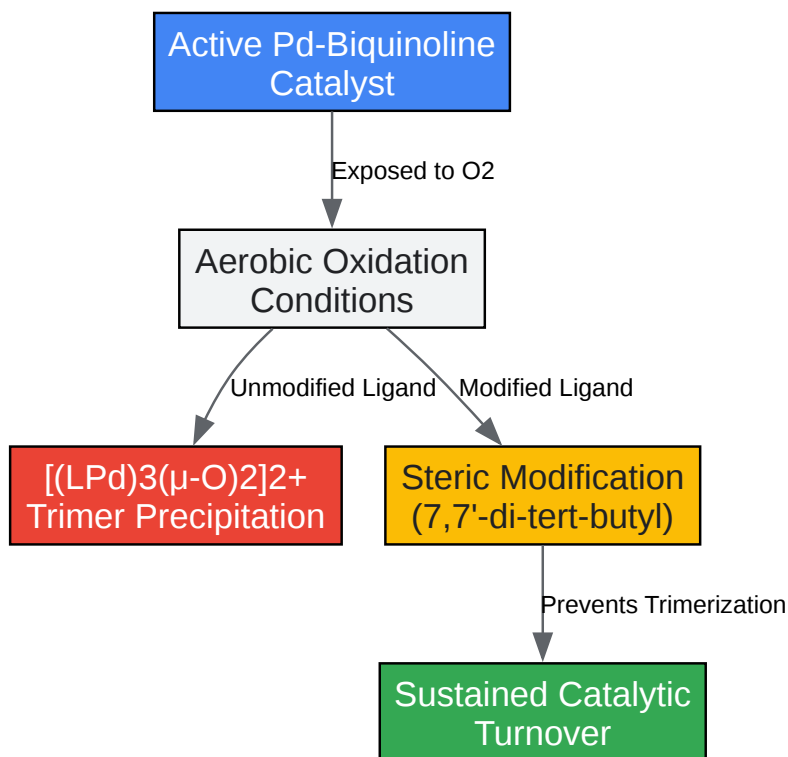 Active Pd-Biquinoline
Catalyst
Exposed to O2
Aerobic Oxidation
Conditions
Unmodified Ligand
Modified Ligand
[(LPd)3(μ-O)2]2+
Trimer Precipitation
Steric Modification
(7,7'-di-tert-butyl)
Prevents Trimerization
Sustained Catalytic
Turnover